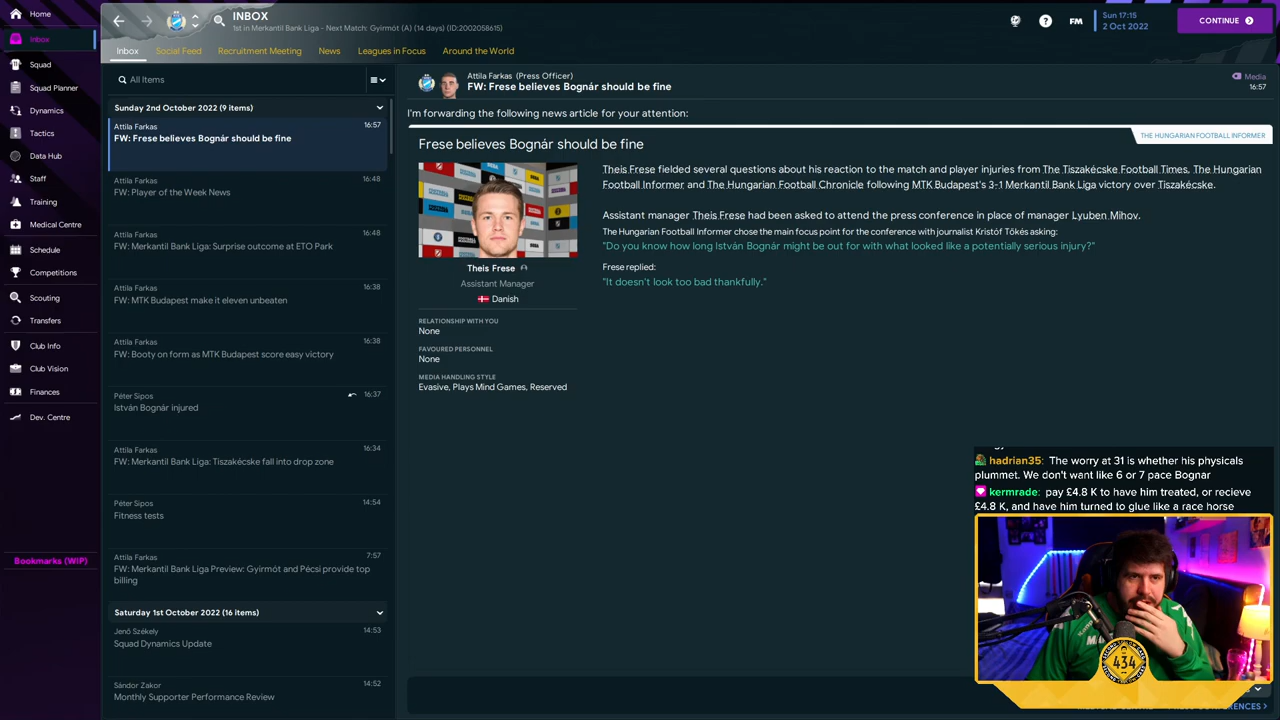 Home
Inbox
Squad
Squad Planner
Dynamics
Tactics
Data Hub
Staff
Training
Medical Centre
Schedule
Competitions
Scouting
Transfers
Club Info
Club Vision
Finances
Dev. Centre
Bookmarks (WIP)
INBOX
1st in Merkantil Bank Liga - Next Match: Gyirmót (A) (14 days) (ID:2002058615)
?
FM
Sun 17:15
2 Oct 2022
CONTINUE
Inbox
Social Feed
Recruitment Meeting
News
Leagues in Focus
Around the World
All Items
Sunday 2nd October 2022 (9 items)
Attila Farkas 16:57
FW: Frese believes Bognár should be fine
Attila Farkas 16:48
FW: Player of the Week News
Attila Farkas 16:48
FW: Merkantil Bank Liga: Surprise outcome at ETO Park
Attila Farkas 16:38
FW: MTK Budapest make it eleven unbeaten
Attila Farkas 16:38
FW: Booty on form as MTK Budapest score easy victory
Péter Sipos 16:37
István Bognár injured
Attila Farkas 16:34
FW: Merkantil Bank Liga: Tiszakécske fall into drop zone
Péter Sipos 14:54
Fitness tests
Attila Farkas 7:57
FW: Merkantil Bank Liga Preview: Gyirmót and Pécsi provide top
billing
Saturday 1st October 2022 (16 items)
Jenő Székely 14:53
Squad Dynamics Update
Sándor Zakor 14:52
Monthly Supporter Performance Review
Attila Farkas (Press Officer)
FW: Frese believes Bognár should be fine
Media
16:57
I'm forwarding the following news article for your attention:
THE HUNGARIAN FOOTBALL INFORMER
Frese believes Bognár should be fine
Theis Frese
Assistant Manager
Danish
RELATIONSHIP WITH YOU
None
FAVOURED PERSONNEL
None
MEDIA HANDLING STYLE
Evasive, Plays Mind Games, Reserved
Theis Frese fielded several questions about his reaction to the match and player injuries from The Tiszakécske Football Times, The Hungarian
Football Informer and The Hungarian Football Chronicle following MTK Budapest's 3-1 Merkantil Bank Liga victory over Tiszakécske.
Assistant manager Theis Frese had been asked to attend the press conference in place of manager Lyuben Mihov.
The Hungarian Football Informer chose the main focus point for the conference with journalist Kristóf Tőkés asking:
"Do you know how long István Bognár might be out for with what looked like a potentially serious injury?"
Frese replied:
"It doesn't look too bad thankfully."
hadrian35: The worry at 31 is whether his physicals
plummet. We don't want like 6 or 7 pace Bognar
kermrade: pay £4.8 K to have him treated, or recieve
£4.8 K, and have him turned to glue like a race horse
434